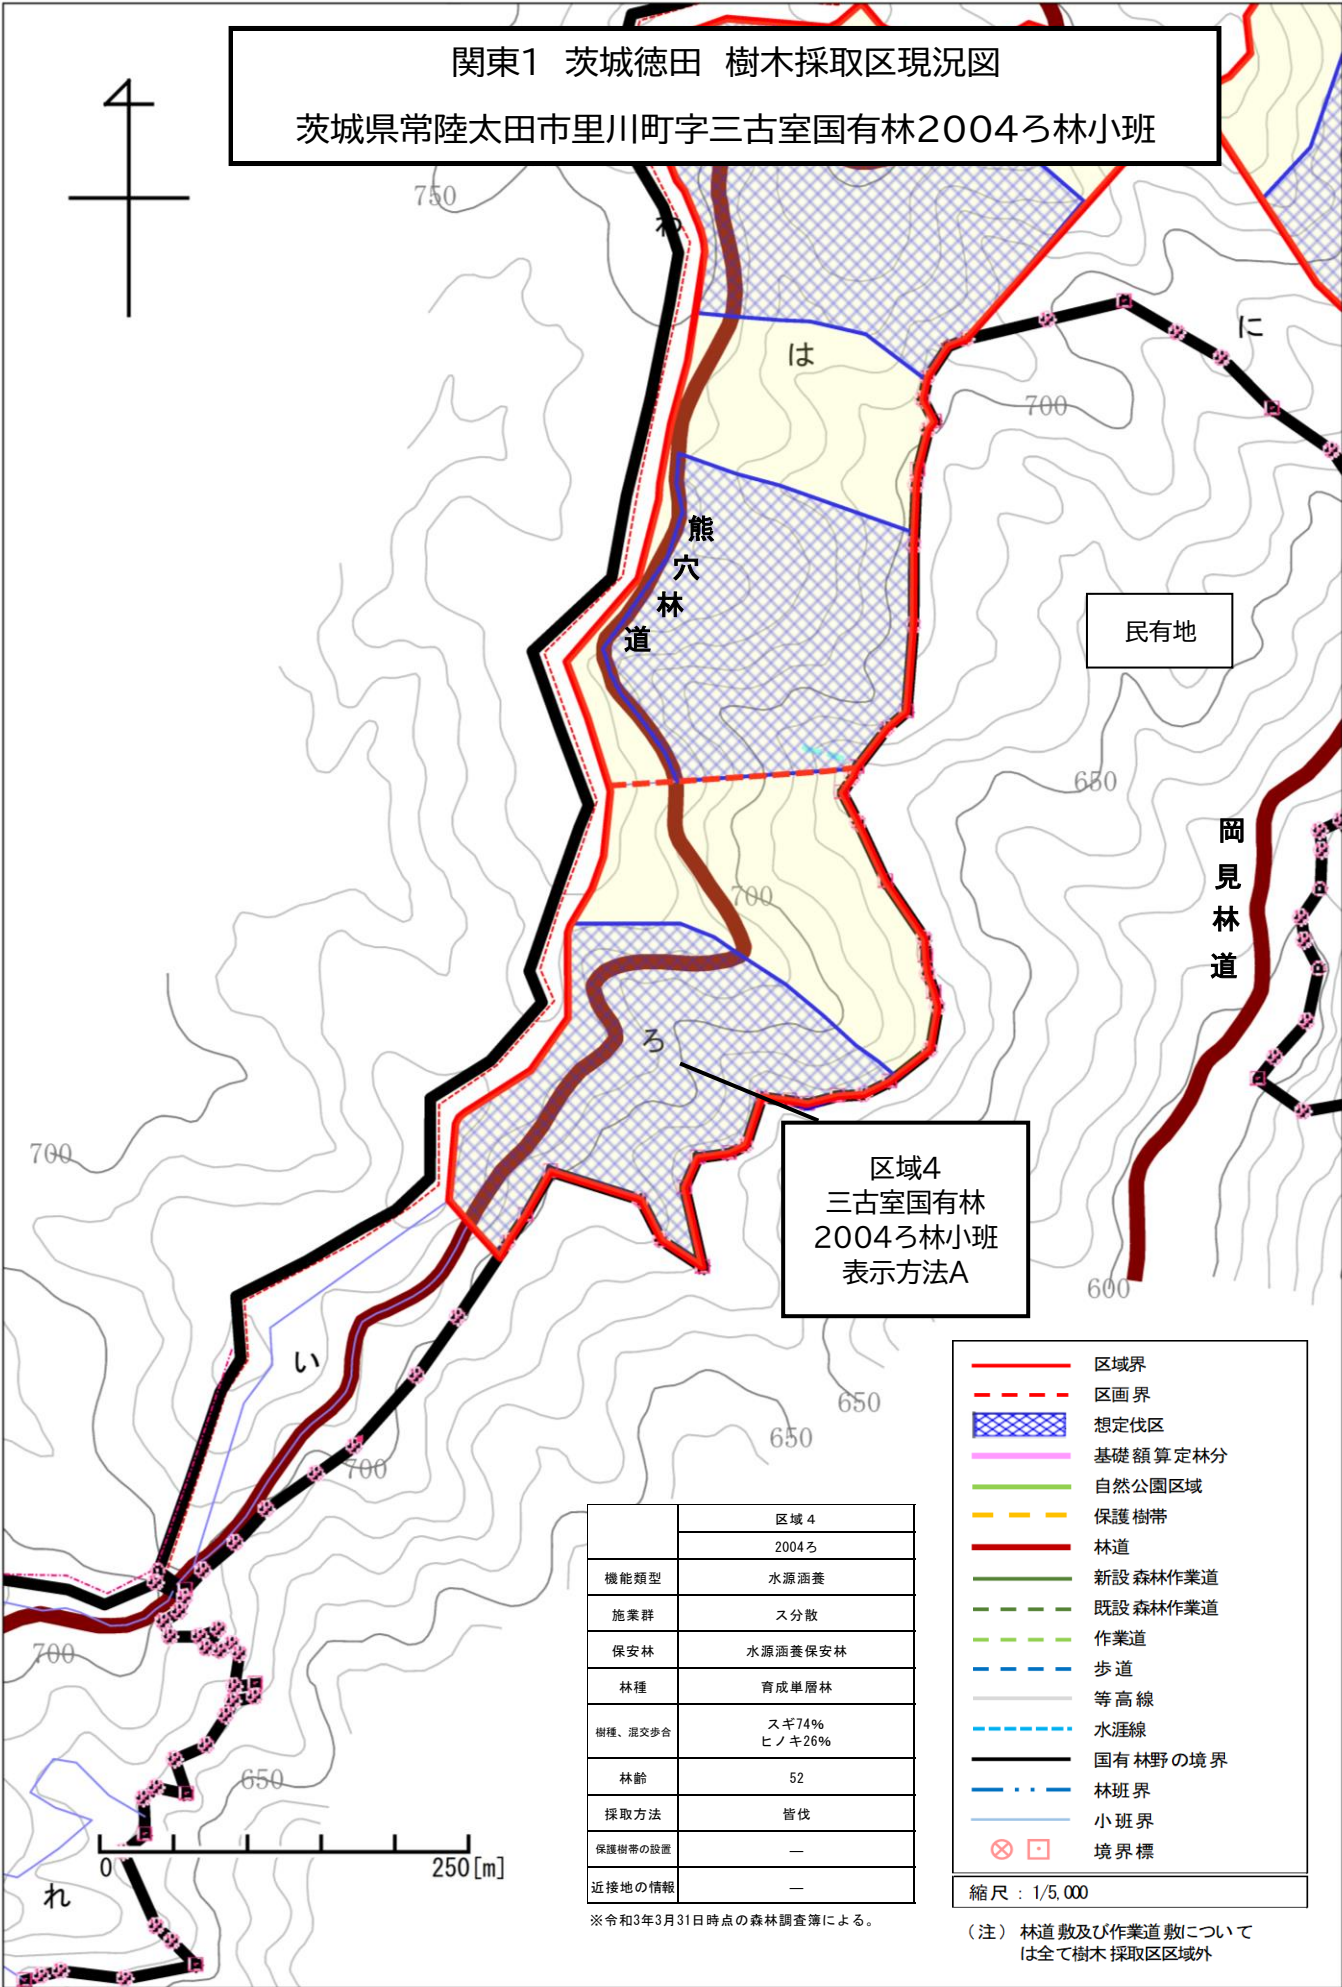 関東1 茨城徳田 樹木採取区現況図
茨城県常陸太田市里川町字三古室国有林2004ろ林小班
750
わ
は
に
700
熊穴林道
民有地
650
岡見林道
700
ろ
700
区域4
三古室国有林
2004ろ林小班
表示方法A
600
い
650
650
700
700
650
0 250[m]
れ
区域4
2004ろ
機能類型 水源涵養
施業群 ス分散
保安林 水源涵養保安林
林種 育成単層林
樹種、混交歩合 スギ74%
ヒノキ26%
林齢 52
採取方法 皆伐
保護樹帯の設置 ―
近接地の情報 ―
※令和3年3月31日時点の森林調査簿による。
区域界
区画界
想定伐区
基礎額算定林分
自然公園区域
保護樹帯
林道
新設森林作業道
既設森林作業道
作業道
歩道
等高線
水涯線
国有林野の境界
林班界
小班界
境界標
縮尺：1/5,000
（注） 林道敷及び作業道敷について
は全て樹木採取区区域外